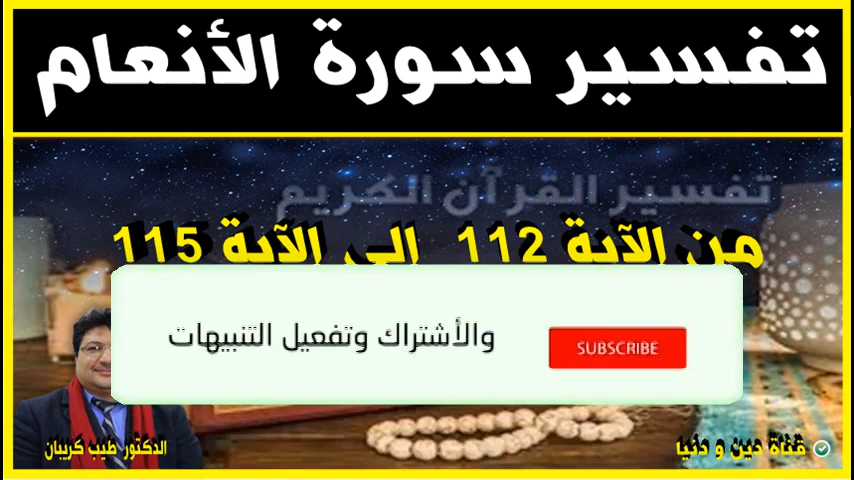 تفسير سورة الأنعام
تفسير القرآن الكريم
من الآية 112 الى الآية 115
والأشتراك وتفعيل التنبيهات
SUBSCRIBE
الدكتور طيب كريبان
قناة دين و دنيا